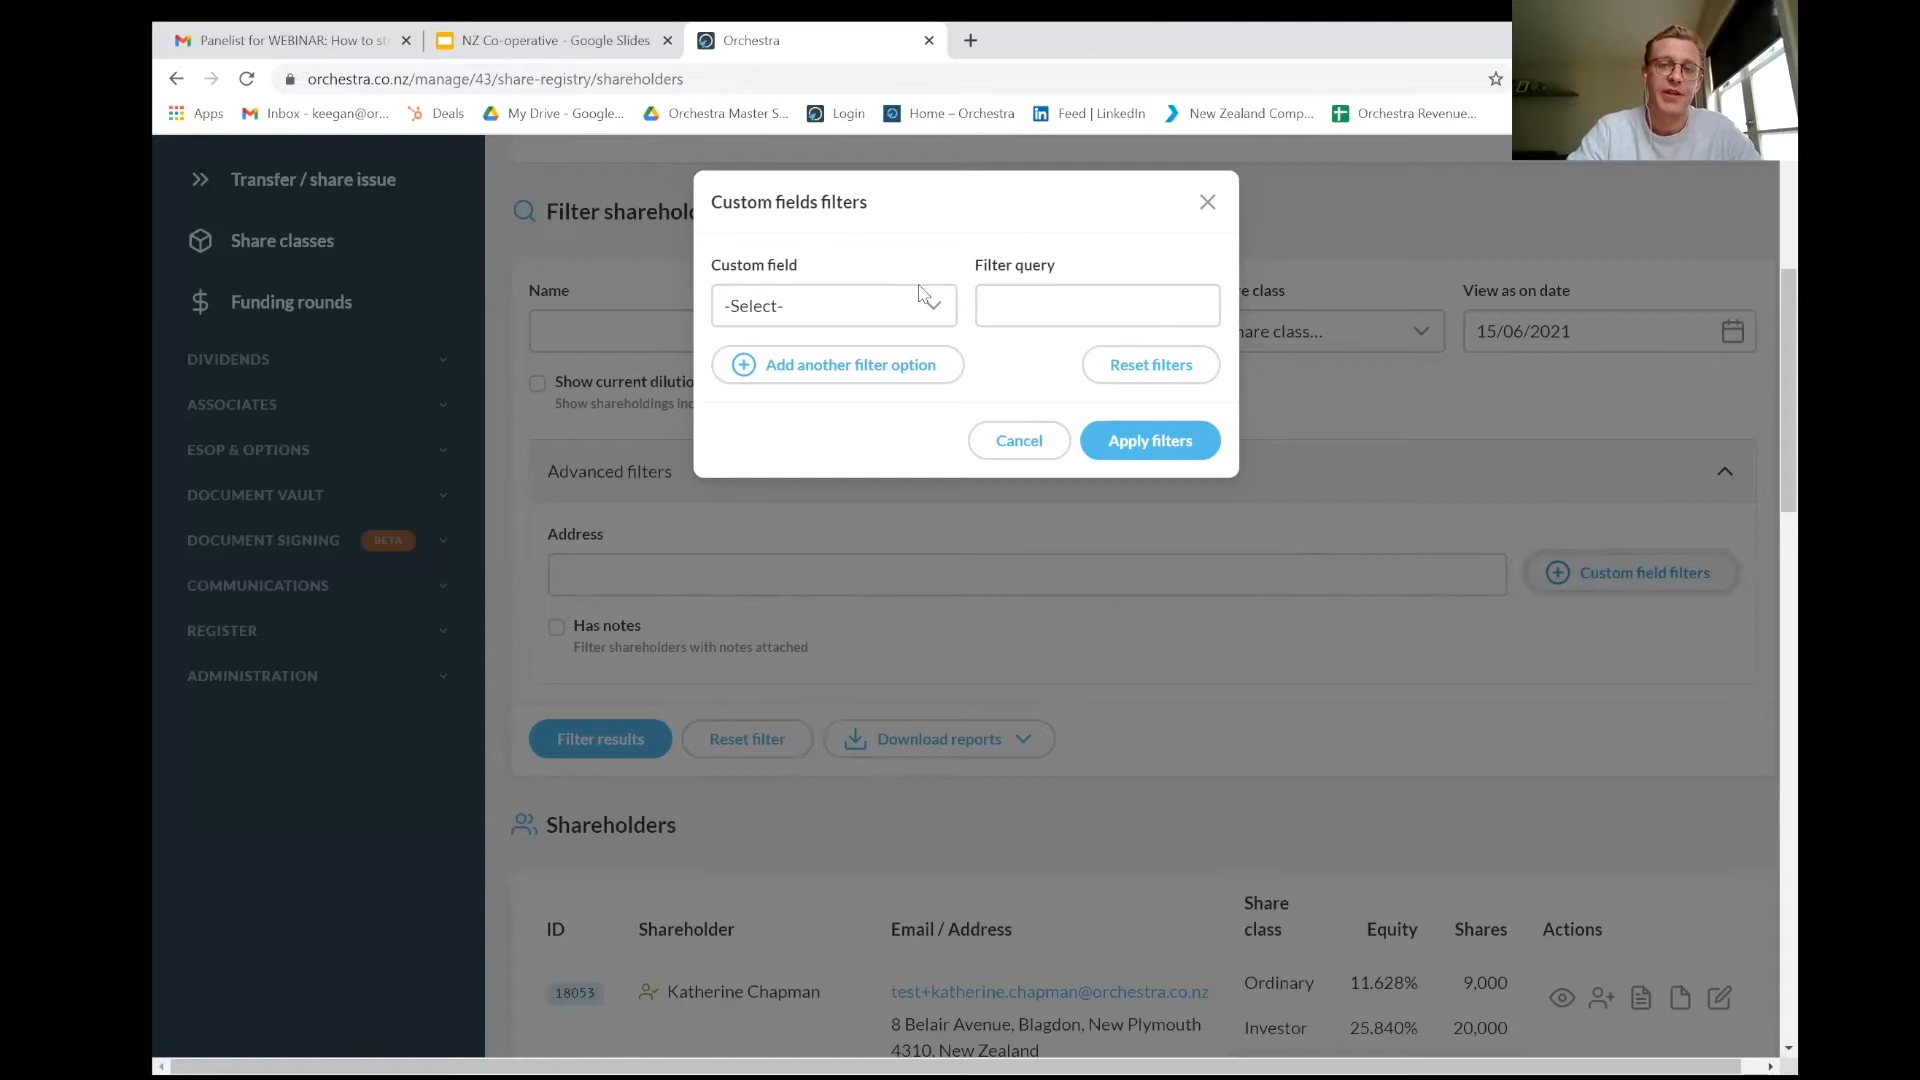 Panelist for WEBINAR: How to st
NZ Co-operative - Google Slides
Orchestra
orchestra.co.nz/manage/43/share-registry/shareholders
Apps
Inbox - keegan@or...
Deals
My Drive - Google...
Orchestra Master S...
Login
Home – Orchestra
Feed | LinkedIn
New Zealand Comp...
Orchestra Revenue...
Transfer / share issue
Share classes
Funding rounds
DIVIDENDS
ASSOCIATES
ESOP & OPTIONS
DOCUMENT VAULT
DOCUMENT SIGNING BETA
COMMUNICATIONS
REGISTER
ADMINISTRATION
Filter sharehol
Name
re class
View as on date
hare class...
15/06/2021
Show current dilutio
Show shareholdings inc
Custom fields filters
Custom field
Filter query
-Select-
Add another filter option
Reset filters
Cancel
Apply filters
Advanced filters
Address
Custom field filters
Has notes
Filter shareholders with notes attached
Filter results
Reset filter
Download reports
Shareholders
ID
Shareholder
Email / Address
Share class
Equity
Shares
Actions
18053
Katherine Chapman
test+katherine.chapman@orchestra.co.nz
8 Belair Avenue, Blagdon, New Plymouth
4310, New Zealand
Ordinary 11.628% 9,000
Investor 25.840% 20,000